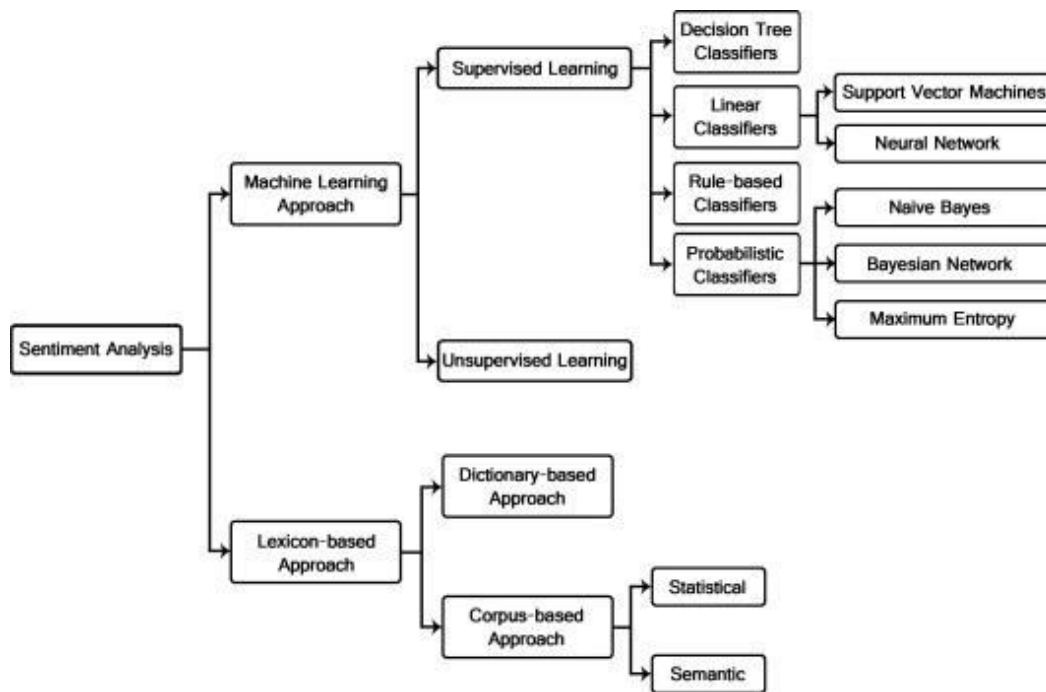 Decision Tree
Classifiers
Supervised Learning
Support Vector Machines
Linear
Classifiers
Neural Network
Machine Learning
Approach
Rule-based
Classifiers
Naive Bayes
Probabilistic
Classifiers
Bayesian Network
Maximum Entropy
Sentiment Analysis
Unsupervised Learning
Dictionary-based
Approach
Lexicon-based
Approach
Statistical
Corpus-based
Approach
Semantic